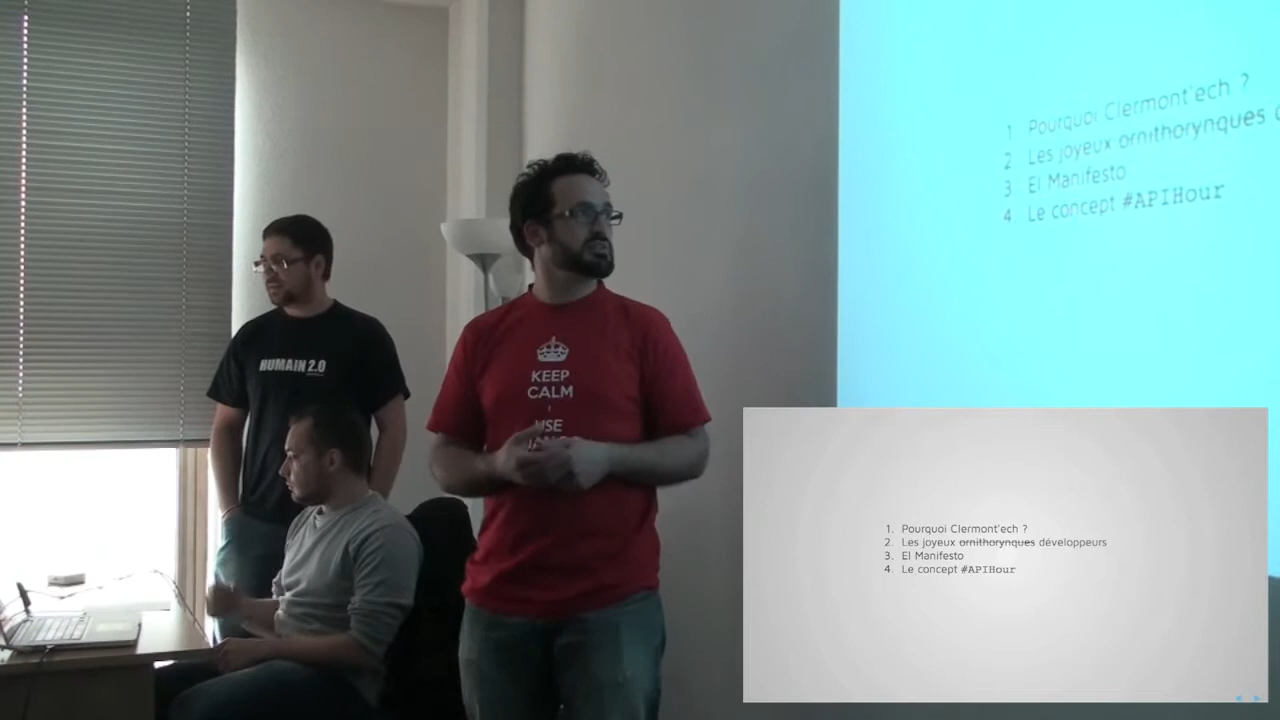 1 Pourquoi Clermont'ech ?
2 Les joyeux ornithorynques
3 El Manifesto
4 Le concept #APIHour
HUMAIN 2.0
KEEP
CALM
USE
1. Pourquoi Clermont'ech ?
2. Les joyeux ornithorynques développeurs
3. El Manifesto
4. Le concept #APIHour